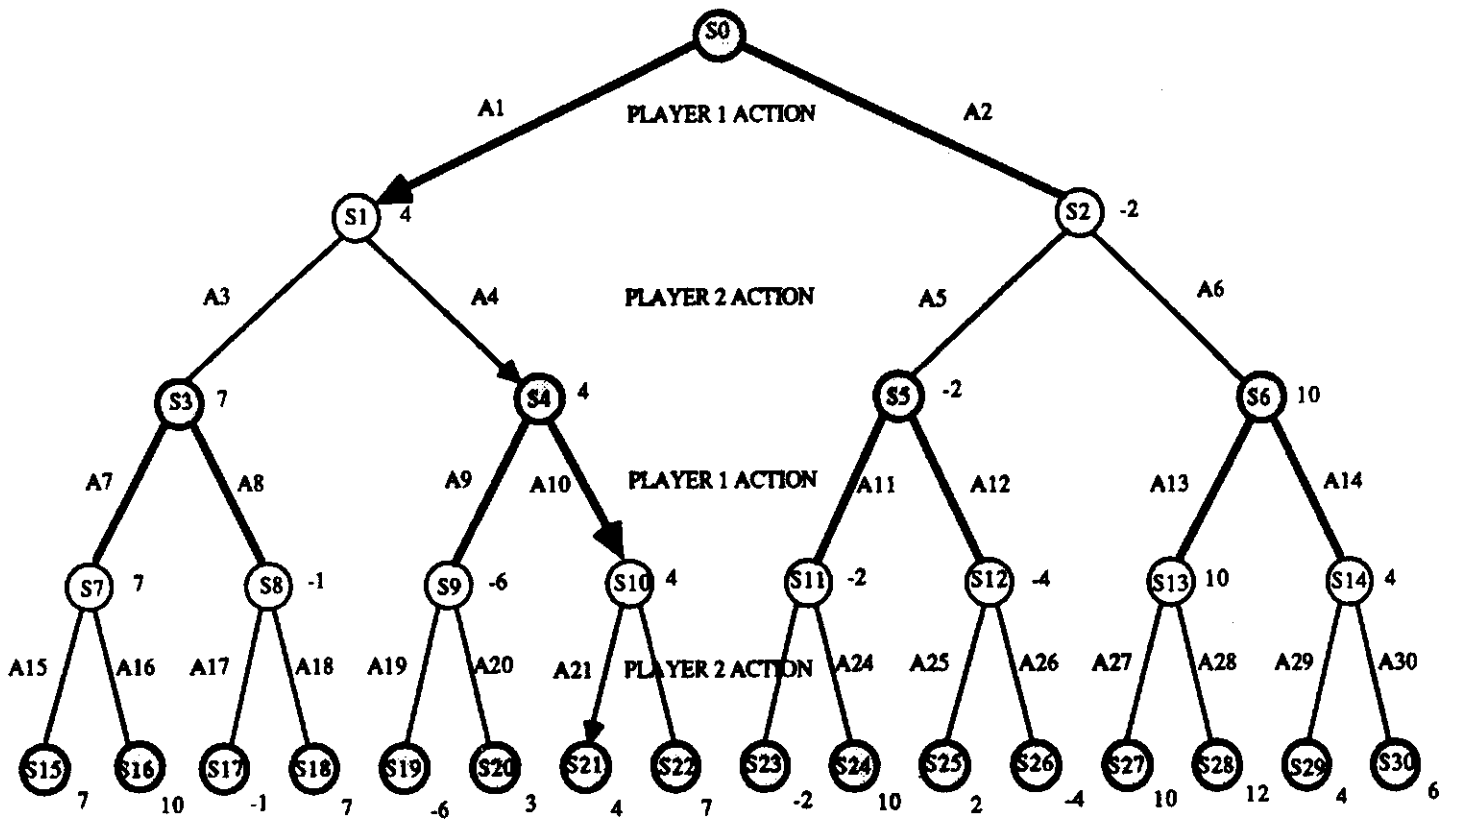 S0
A1 PLAYER 1 ACTION A2
S1 4 S2 -2
A3 A4 PLAYER 2 ACTION A5 A6
S3 7 S4 4 S5 -2 S6 10
A7 A8 A9 A10 PLAYER 1 ACTION A11 A12 A13 A14
S7 7 S8 -1 S9 -6 S10 4 S11 -2 S12 -4 S13 10 S14 4
A15 A16 A17 A18 A19 A20 A21 PLAYER 2 ACTION A24 A25 A26 A27 A28 A29 A30
S15 S16 S17 S18 S19 S20 S21 S22 S23 S24 S25 S26 S27 S28 S29 S30
7 10 -1 7 -6 3 4 7 -2 10 2 -4 10 12 4 6